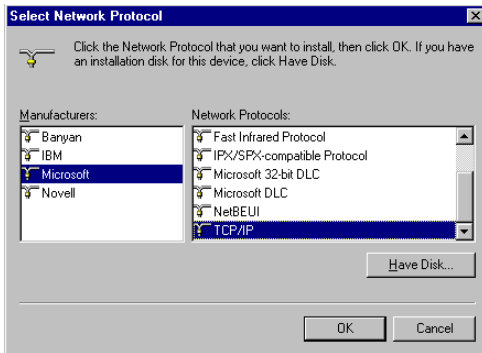 Select Network Protocol
Click the Network Protocol that you want to install, then click OK. If you have
an installation disk for this device, click Have Disk.
Manufacturers:
Banyan
IBM
Microsoft
Novell
Network Protocols:
Fast Infrared Protocol
IPX/SPX-compatible Protocol
Microsoft 32-bit DLC
Microsoft DLC
NetBEUI
TCP/IP
Have Disk...
OK
Cancel